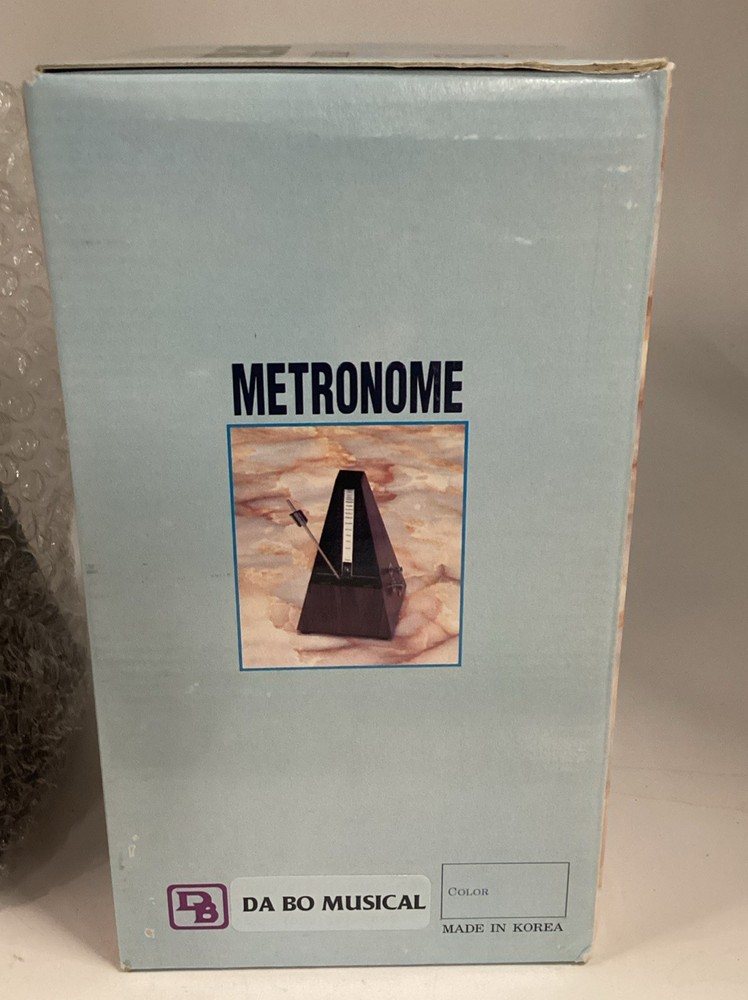 METRONOME
DB
DA BO MUSICAL
COLOR
MADE IN KOREA